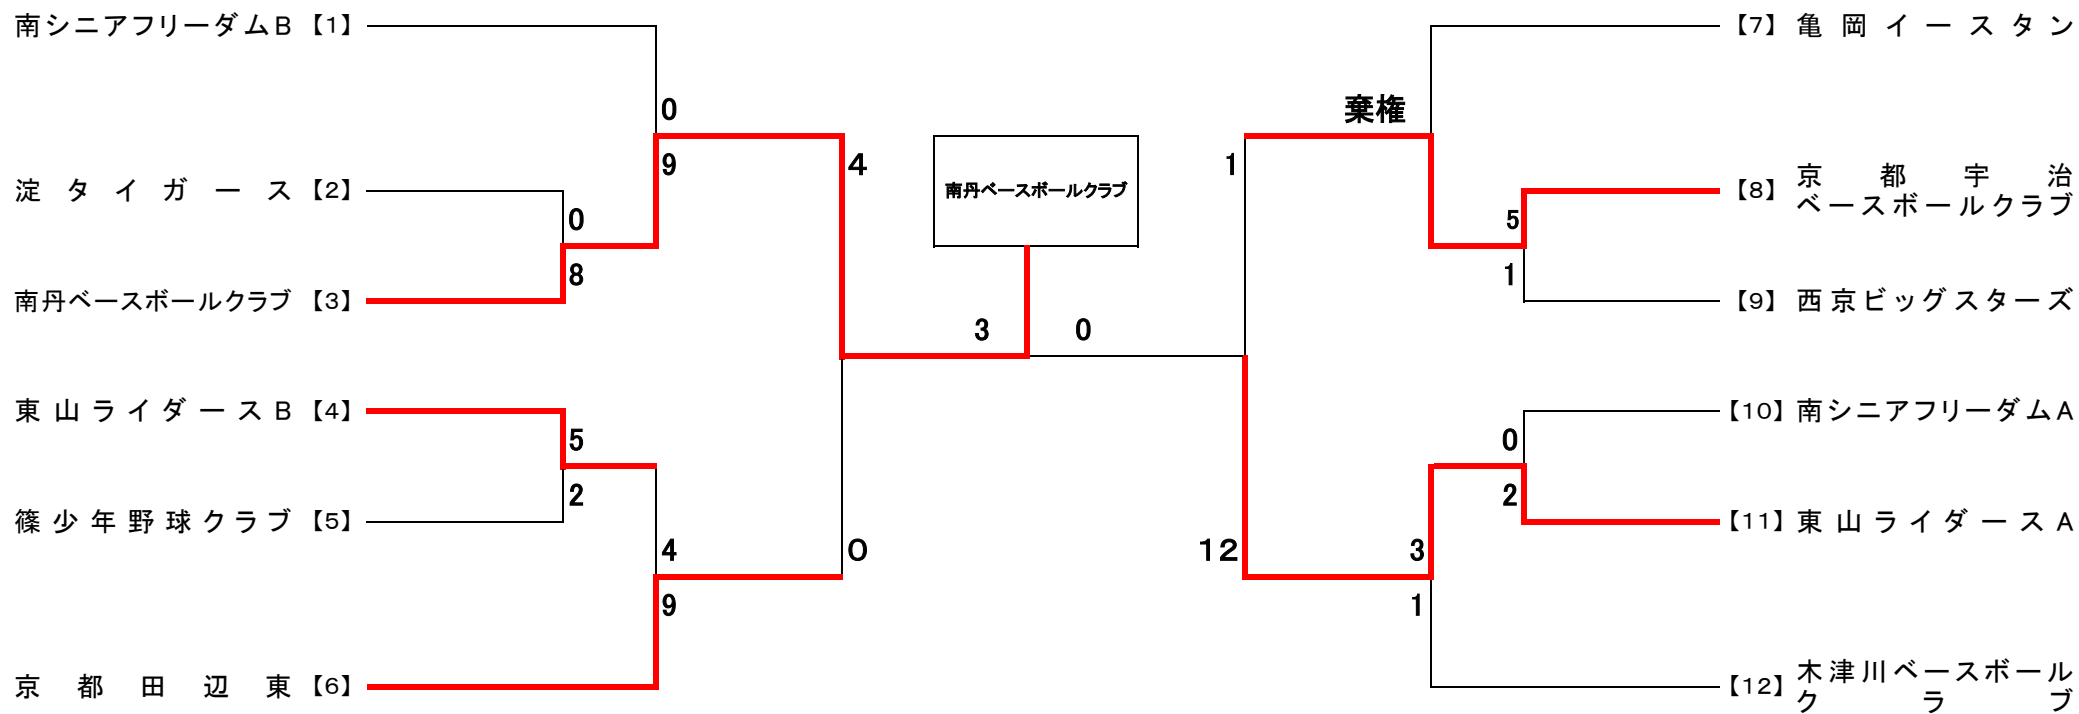 南シニアフリーダムB 【1】
0
9
淀タイガース 【2】
0
8
南丹ベースボールクラブ 【3】
東山ライダースB 【4】
5
2
篠少年野球クラブ 【5】
4
9
京都田辺東 【6】
4
0
南丹ベースボールクラブ
3 0
1
12
棄権
【7】 亀岡イースタン
【8】 京都宇治
ベースボールクラブ
5
1
【9】 西京ビッグスターズ
【10】 南シニアフリーダムA
0
2
【11】 東山ライダースA
3
1
【12】 木津川ベースボール
クラブ